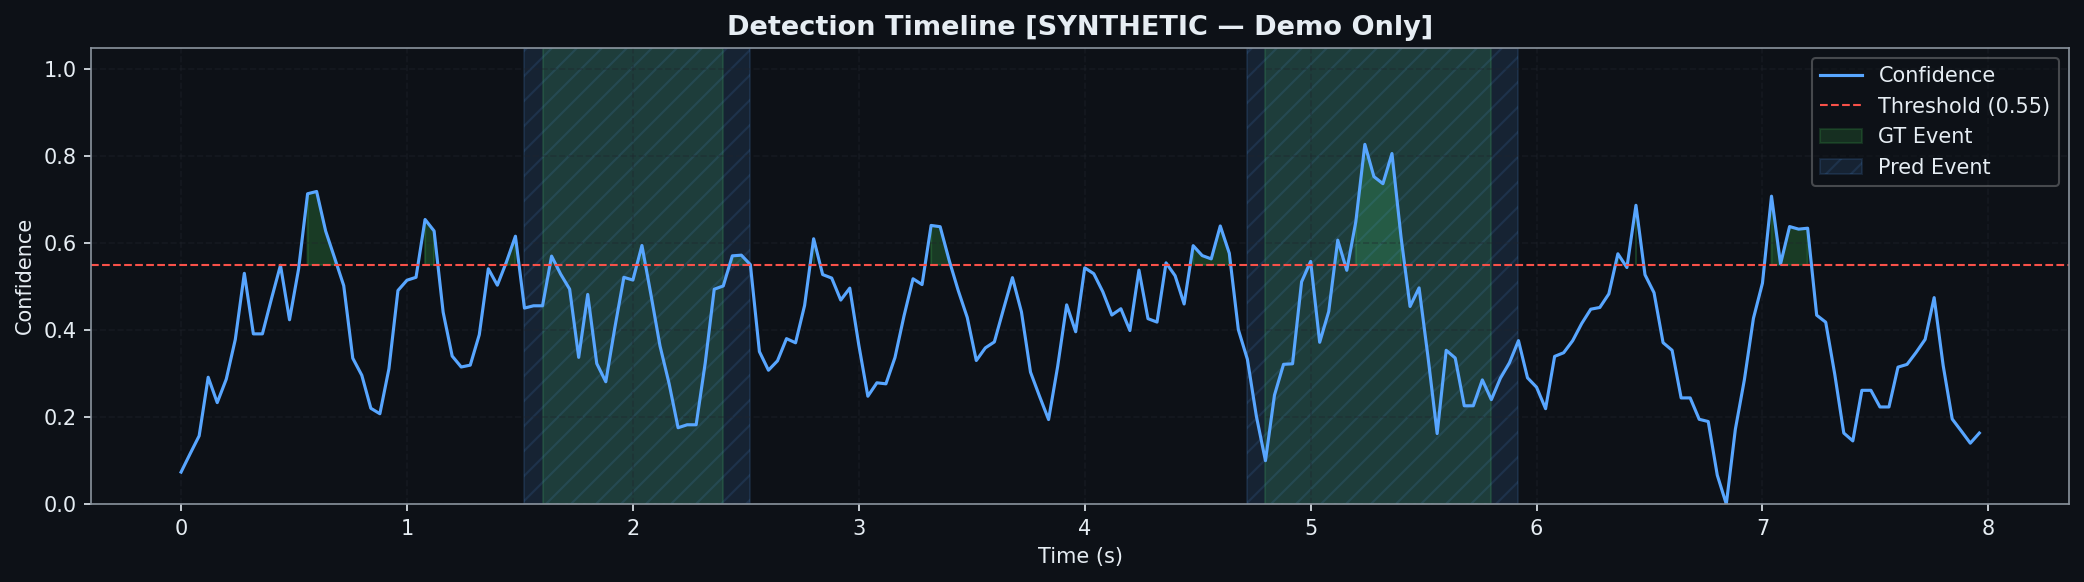 Detection Timeline [SYNTHETIC — Demo Only]
Confidence
Threshold (0.55)
GT Event
Pred Event
1.0
0.8
0.6
0.4
0.2
0.0
Confidence
0 1 2 3 4 5 6 7 8
Time (s)